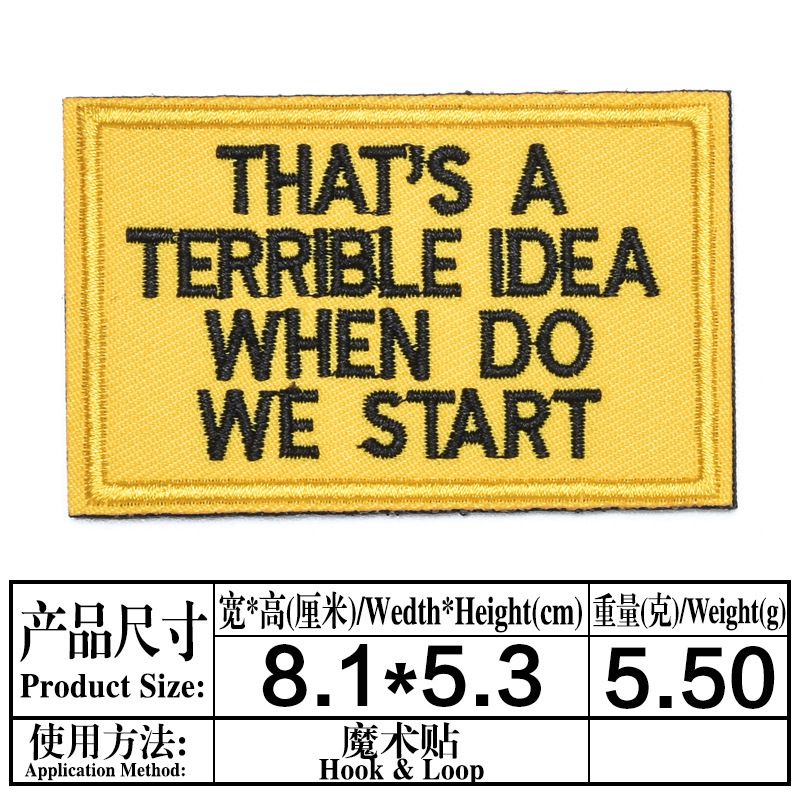 THAT'S A
TERRIBLE IDEA
WHEN DO
WE START
产品尺寸
Product Size:
宽*高(厘米)/Wedth*Height(cm)
重量(克)/Weight(g)
8.1*5.3
5.50
使用方法:
Application Method:
魔术贴
Hook & Loop